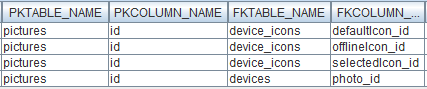 PKTABLE_NAME PKCOLUMN_NAME FKTABLE_NAME FKCOLUMN_...
pictures id device_icons defaultIcon_id
pictures id device_icons offlineIcon_id
pictures id device_icons selectedIcon_id
pictures id devices photo_id